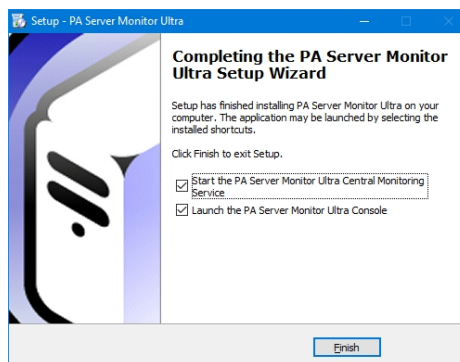 Setup - PA Server Monitor Ultra
Completing the PA Server Monitor
Ultra Setup Wizard
Setup has finished installing PA Server Monitor Ultra on your
computer. The application may be launched by selecting the
installed shortcuts.
Click Finish to exit Setup.
Start the PA Server Monitor Ultra Central Monitoring
Service
Launch the PA Server Monitor Ultra Console
Finish